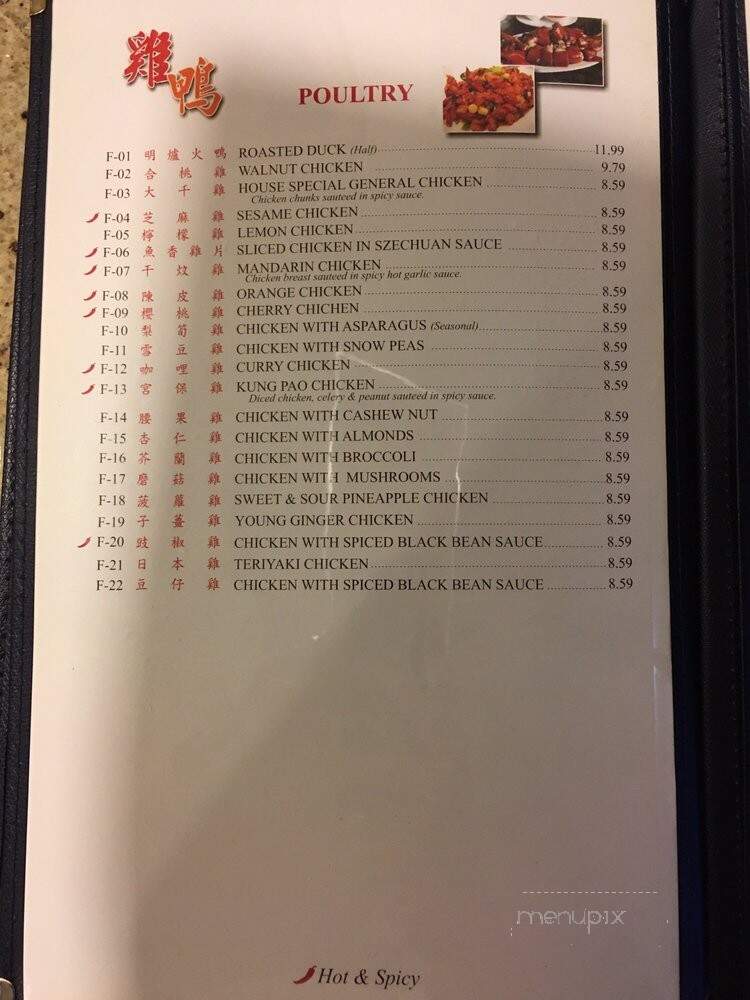 雞鴨
POULTRY
F-01 明爐火鴨 ROASTED DUCK (Half) 11.99
F-02 合桃雞 WALNUT CHICKEN 9.79
F-03 大千雞 HOUSE SPECIAL GENERAL CHICKEN 8.59
Chicken chunks sauteed in spicy sauce.
F-04 芝麻雞 SESAME CHICKEN 8.59
F-05 檸檬雞 LEMON CHICKEN 8.59
F-06 魚香雞片 SLICED CHICKEN IN SZECHUAN SAUCE 8.59
F-07 干炆雞 MANDARIN CHICKEN 8.59
Chicken breast sauteed in spicy hot garlic sauce.
F-08 陳皮雞 ORANGE CHICKEN 8.59
F-09 櫻桃雞 CHERRY CHICHEN 8.59
F-10 梨筍雞 CHICKEN WITH ASPARAGUS (Seasonal) 8.59
F-11 雪豆雞 CHICKEN WITH SNOW PEAS 8.59
F-12 咖哩雞 CURRY CHICKEN 8.59
F-13 宮保雞 KUNG PAO CHICKEN 8.59
Diced chicken, celery & peanut sauteed in spicy sauce.
F-14 腰果雞 CHICKEN WITH CASHEW NUT 8.59
F-15 杏仁雞 CHICKEN WITH ALMONDS 8.59
F-16 芥蘭雞 CHICKEN WITH BROCCOLI 8.59
F-17 磨菇雞 CHICKEN WITH MUSHROOMS 8.59
F-18 菠蘿雞 SWEET & SOUR PINEAPPLE CHICKEN 8.59
F-19 子薑雞 YOUNG GINGER CHICKEN 8.59
F-20 豉椒雞 CHICKEN WITH SPICED BLACK BEAN SAUCE 8.59
F-21 日本雞 TERIYAKI CHICKEN 8.59
F-22 豆仔雞 CHICKEN WITH SPICED BLACK BEAN SAUCE 8.59
menupix
Hot & Spicy